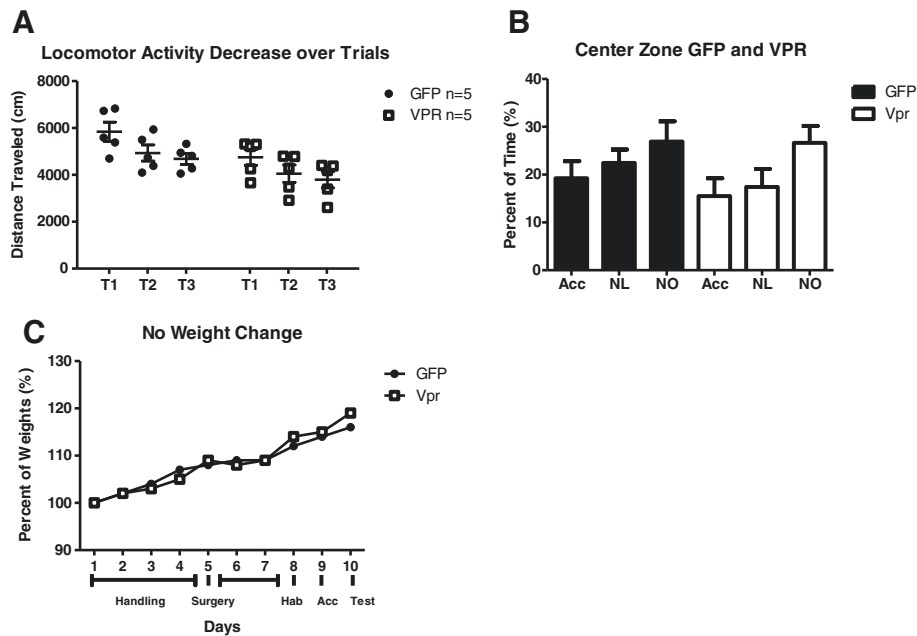 A
Locomotor Activity Decrease over Trials
Distance Traveled (cm)
8000
6000
4000
2000
0
T1 T2 T3 T1 T2 T3
GFP n=5
VPR n=5
B
Center Zone GFP and VPR
Percent of Time (%)
40
30
20
10
0
Acc NL NO Acc NL NO
GFP
Vpr
C
No Weight Change
Percent of Weights (%)
130
120
110
100
90
1 2 3 4 5 6 7 8 9 10
Handling Surgery Hab Acc Test
Days
GFP
Vpr